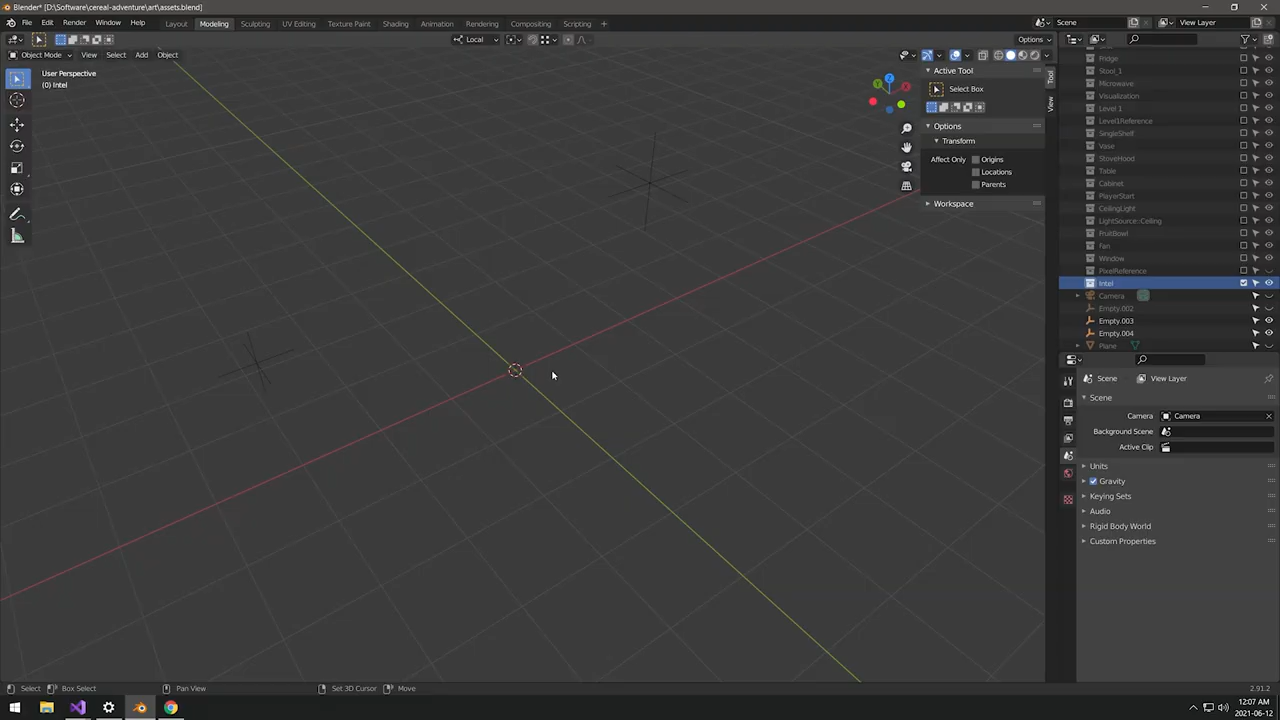 Blender* [D:\Software\cereal-adventure\art\assets.blend]
File Edit Render Window Help Layout Modeling Sculpting UV Editing Texture Paint Shading Animation Rendering Compositing Scripting + Scene View Layer
Local Options
Object Mode View Select Add Object
User Perspective
(0) Intel
Active Tool
Select Box
Options
Transform
Affect Only Origins
Locations
Parents
Workspace
Tool
View
Fridge
Stool_1
Microwave
Visualization
Level 1
Level1Reference
SingleShelf
Vase
StoveHood
Table
Cabinet
PlayerStart
CeilingLight
LightSource::Ceiling
FruitBowl
Fan
Window
PixelReference
Intel
Camera
Empty.002
Empty.003
Empty.004
Plane
Scene View Layer
Scene
Camera Camera
Background Scene
Active Clip
Units
Gravity
Keying Sets
Audio
Rigid Body World
Custom Properties
Select Box Select Pan View Set 3D Cursor Move 2.91.2
12:07 AM
2021-06-12